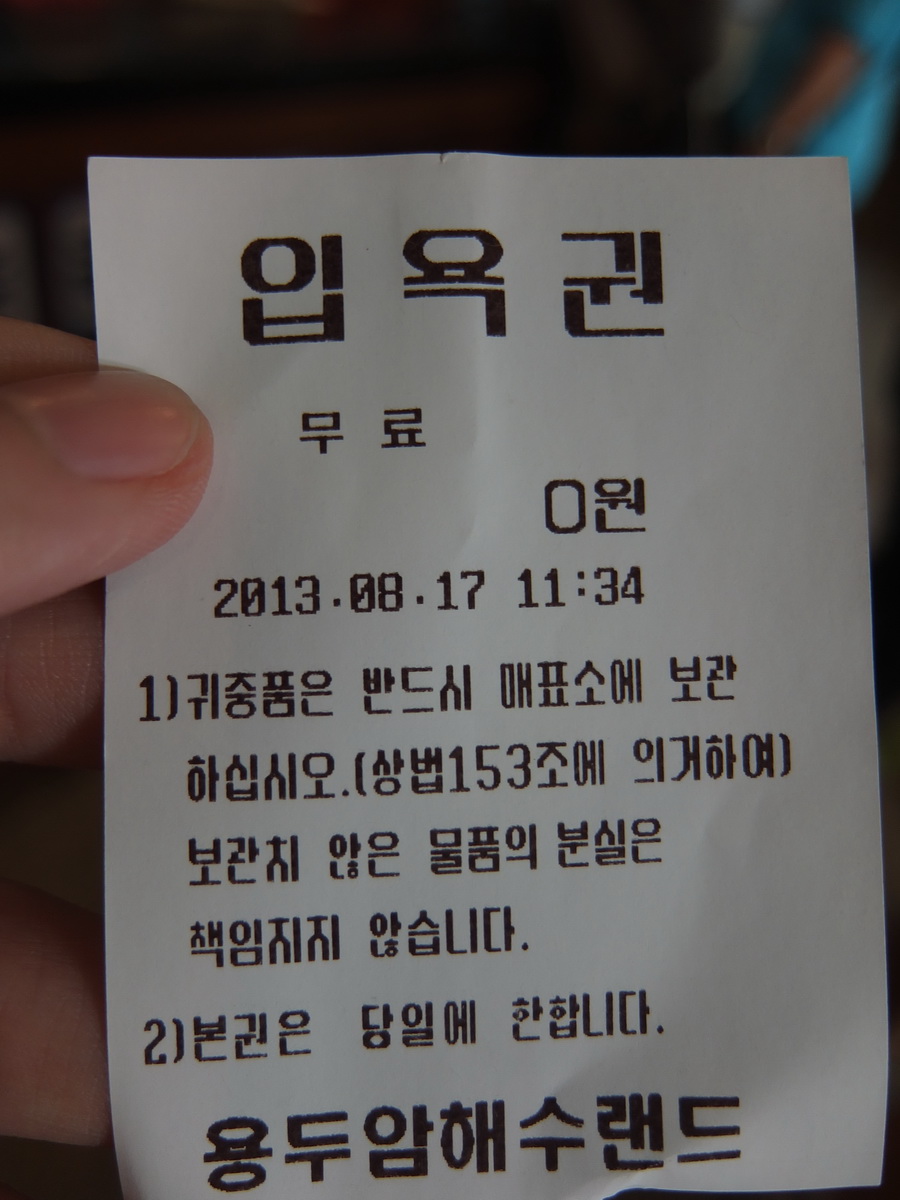 입욕권
무료
0원
2013.08.17 11:34
1)귀중품은 반드시 매표소에 보관
하십시오.(상법153조에 의거하여)
보관치 않은 물품의 분실은
책임지지 않습니다.
2)본권은 당일에 한합니다.
용두암해수랜드